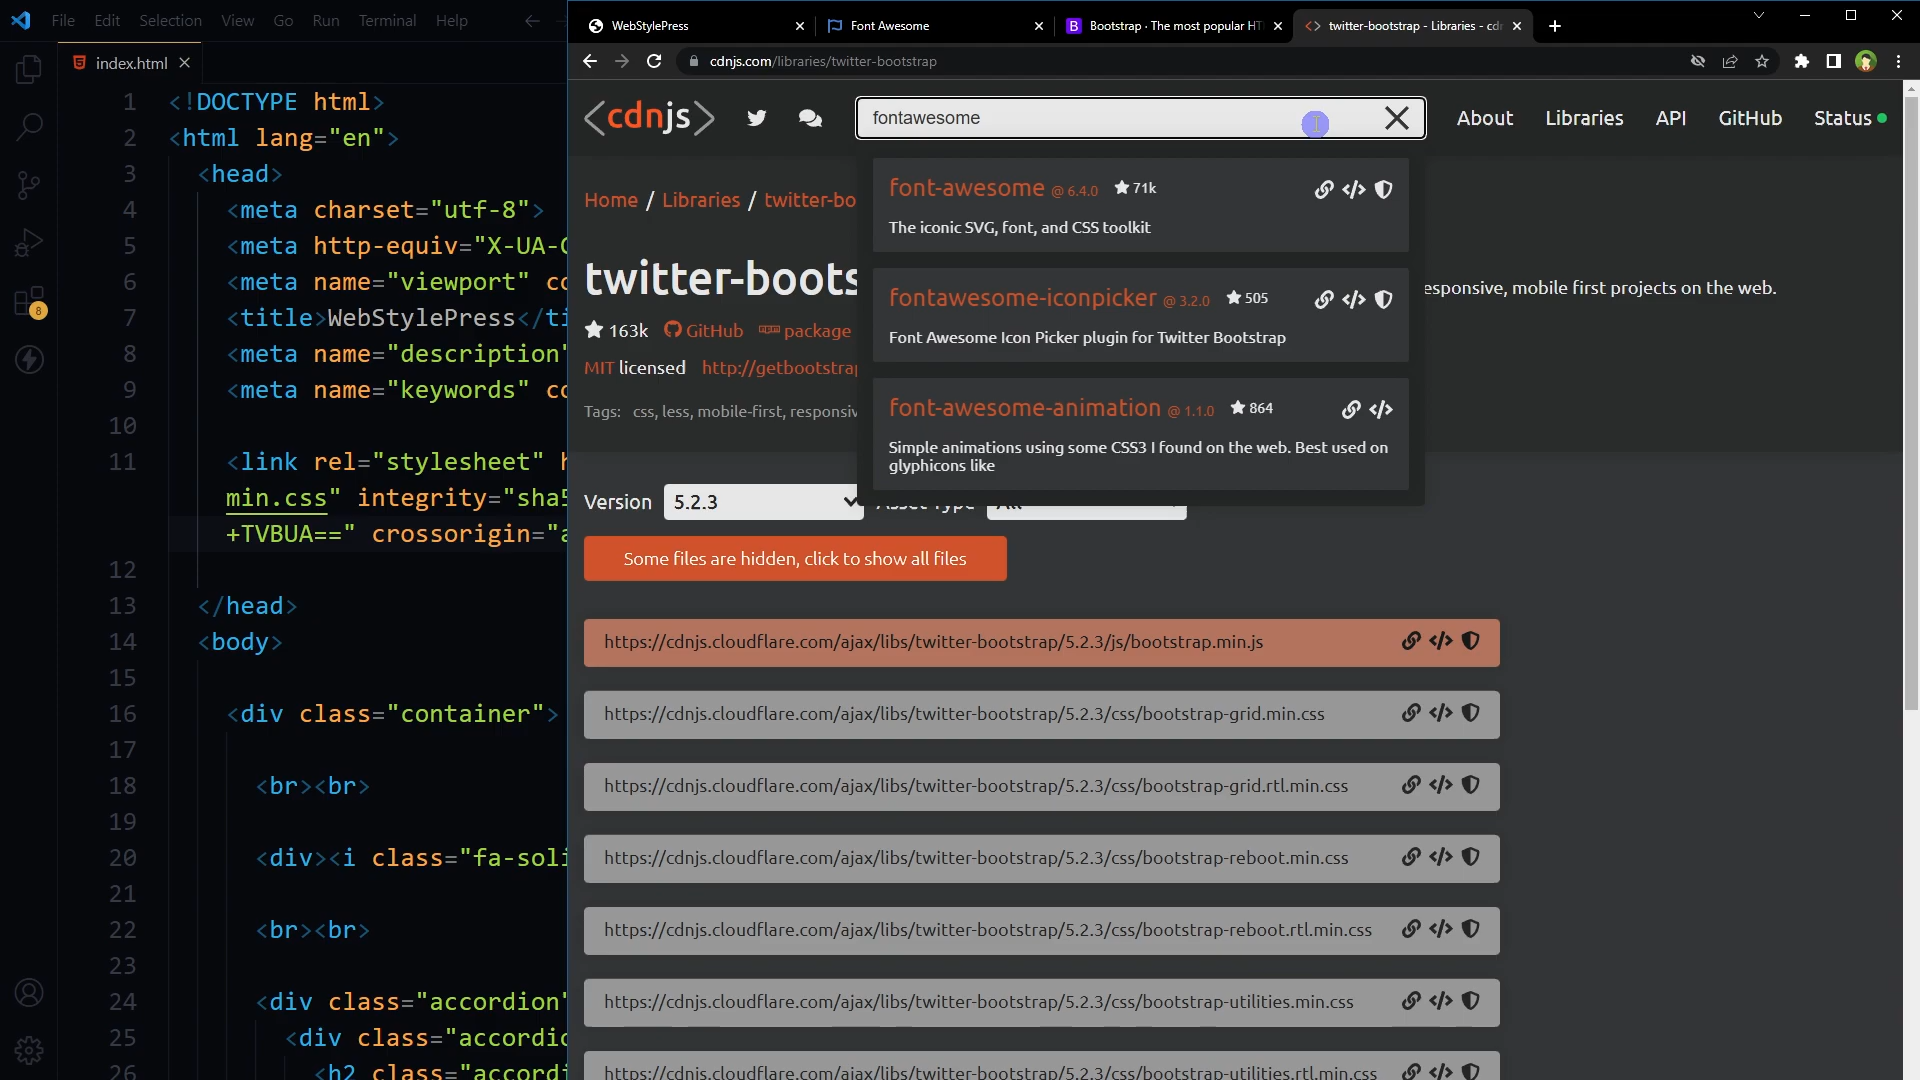 File Edit Selection View Go Run Terminal Help
index.html
1 <!DOCTYPE html>
2 <html lang="en">
3 <head>
4 <meta charset="utf-8">
5 <meta http-equiv="X-UA-
6 <meta name="viewport" co
7 <title>WebStylePress</ti
8 <meta name="description"
9 <meta name="keywords" co
10
11 <link rel="stylesheet" h
min.css" integrity="sha5
+TVBUA==" crossorigin="a
12
13 </head>
14 <body>
15
16 <div class="container">
17
18 <br><br>
19
20 <div><i class="fa-soli
21
22 <br><br>
23
24 <div class="accordion"
25 <div class="accordio
26 <h2 class="accordi
8
WebStylePress
Font Awesome
Bootstrap · The most popular HT
twitter-bootstrap - Libraries - cdn
cdnjs.com/libraries/twitter-bootstrap
<cdnjs>
fontawesome
About Libraries API GitHub Status
Home / Libraries / twitter-bo
font-awesome @ 6.4.0 71k
The iconic SVG, font, and CSS toolkit
fontawesome-iconpicker @ 3.2.0 505
Font Awesome Icon Picker plugin for Twitter Bootstrap
font-awesome-animation @ 1.1.0 864
Simple animations using some CSS3 I found on the web. Best used on
glyphicons like
twitter-boots
esponsive, mobile first projects on the web.
163k GitHub package
MIT licensed http://getbootstrap
Tags: css, less, mobile-first, responsiv
Version 5.2.3 Asset Type All
Some files are hidden, click to show all files
https://cdnjs.cloudflare.com/ajax/libs/twitter-bootstrap/5.2.3/js/bootstrap.min.js
https://cdnjs.cloudflare.com/ajax/libs/twitter-bootstrap/5.2.3/css/bootstrap-grid.min.css
https://cdnjs.cloudflare.com/ajax/libs/twitter-bootstrap/5.2.3/css/bootstrap-grid.rtl.min.css
https://cdnjs.cloudflare.com/ajax/libs/twitter-bootstrap/5.2.3/css/bootstrap-reboot.min.css
https://cdnjs.cloudflare.com/ajax/libs/twitter-bootstrap/5.2.3/css/bootstrap-reboot.rtl.min.css
https://cdnjs.cloudflare.com/ajax/libs/twitter-bootstrap/5.2.3/css/bootstrap-utilities.min.css
https://cdnjs.cloudflare.com/ajax/libs/twitter-bootstrap/5.2.3/css/bootstrap-utilities.rtl.min.css